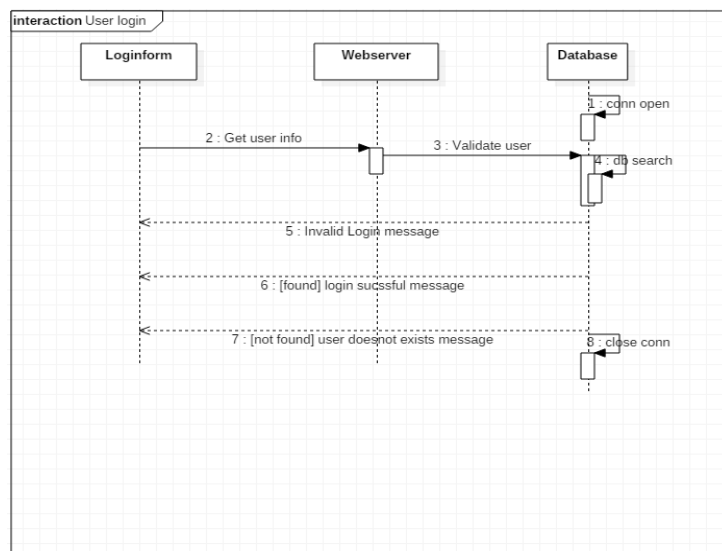 interaction User login
Loginform
Webserver
Database
1 : conn open
2 : Get user info
3 : Validate user
4 : db search
5 : Invalid Login message
6 : [found] login sucssful message
7 : [not found] user doesnot exists message
8 : close conn